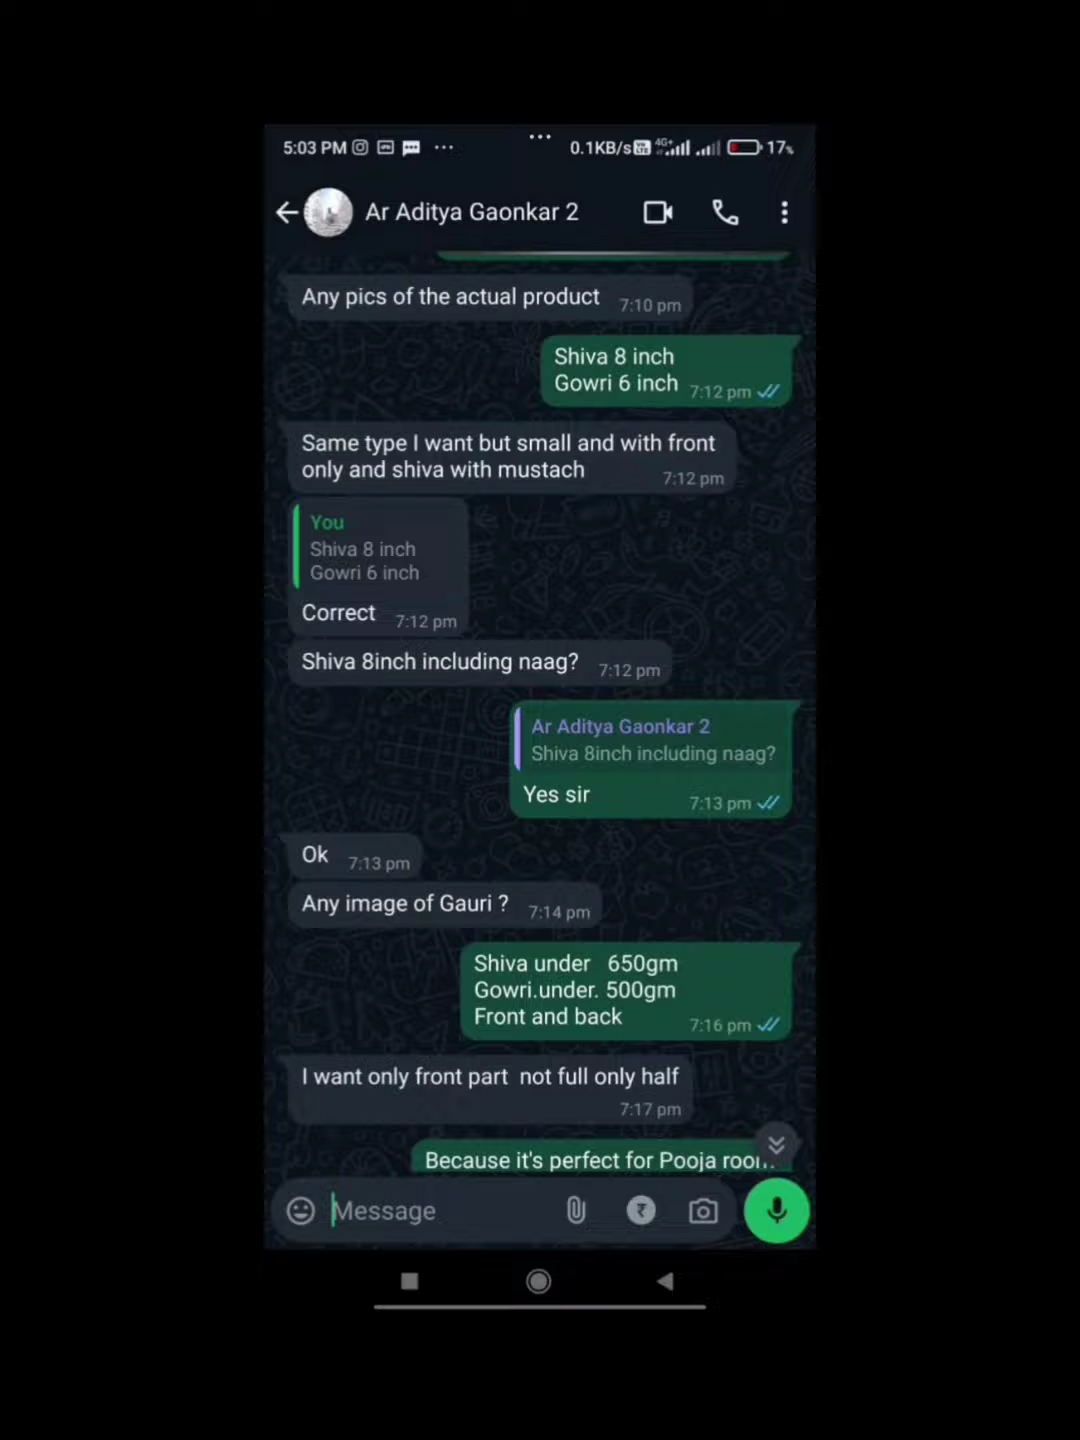 5:03 PM ... ... 0.1KB/s Vo LTE 4G+ 17%
Ar Aditya Gaonkar 2
Any pics of the actual product 7:10 pm
Shiva 8 inch
Gowri 6 inch 7:12 pm
Same type I want but small and with front
only and shiva with mustach 7:12 pm
You
Shiva 8 inch
Gowri 6 inch
Correct 7:12 pm
Shiva 8inch including naag? 7:12 pm
Ar Aditya Gaonkar 2
Shiva 8inch including naag?
Yes sir 7:13 pm
Ok 7:13 pm
Any image of Gauri ? 7:14 pm
Shiva under 650gm
Gowri.under. 500gm
Front and back 7:16 pm
I want only front part not full only half
7:17 pm
Because it's perfect for Pooja
Message ₹